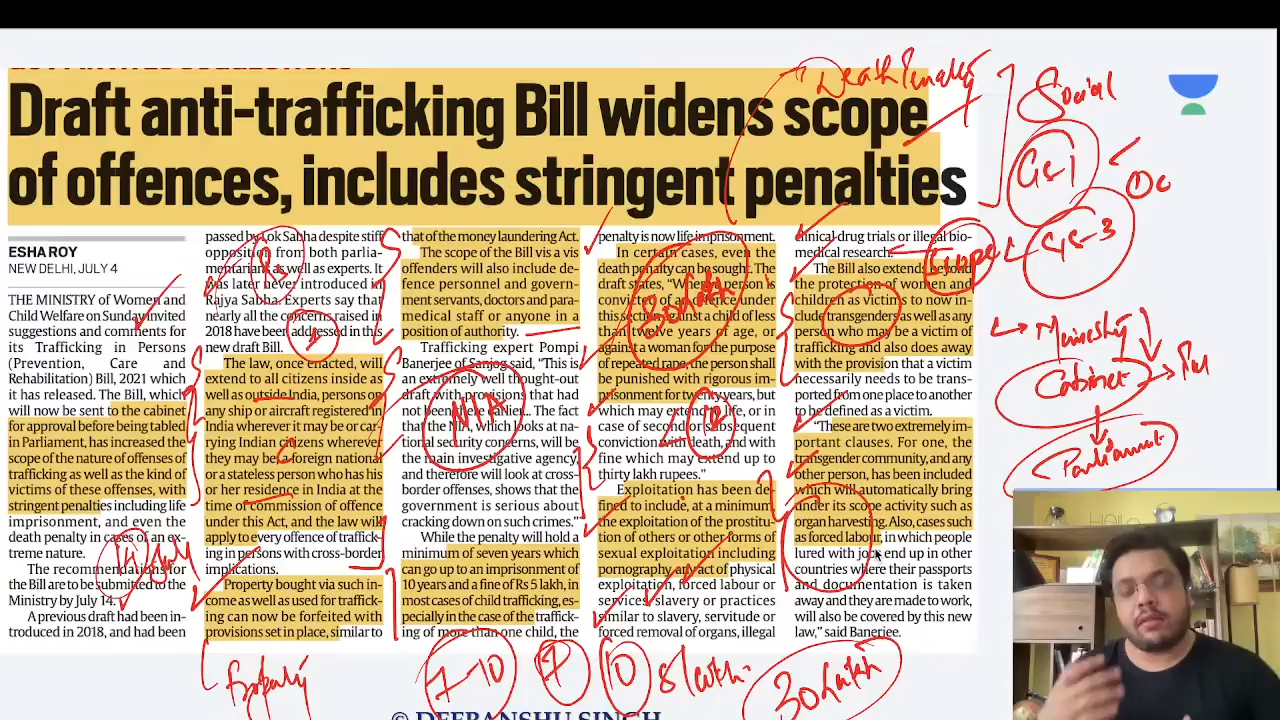 Draft anti-trafficking Bill widens scope
of offences, includes stringent penalties
ESHA ROY
NEW DELHI, JULY 4
THE MINISTRY of Women and
Child Welfare on Sunday invited
suggestions and comments for
its Trafficking in Persons
(Prevention, Care and
Rehabilitation) Bill, 2021 which
it has released. The Bill, which
will now be sent to the cabinet
for approval before being tabled
in Parliament, has increased the
scope of the nature of offenses of
trafficking as well as the kind of
victims of these offenses, with
stringent penalties including life
imprisonment, and even the
death penalty in cases of an ex-
treme nature.
The recommendations for
the Bill are to be submitted to the
Ministry by July 14.
A previous draft had been in-
troduced in 2018, and had been
passed by Lok Sabha despite stiff
opposition from both parlia-
mentarians as well as experts. It
was later never introduced in
Rajya Sabha. Experts say that
nearly all the concerns raised in
2018 have been addressed in this
new draft Bill.
The law, once enacted, will
extend to all citizens inside as
well as outside India, persons on
any ship or aircraft registered in
India wherever it may be or car-
rying Indian citizens wherever
they may be, a foreign national
or a stateless person who has his
or her residence in India at the
time of commission of offence
under this Act, and the law will
apply to every offence of traffick-
ing in persons with cross-border
implications.
Property bought via such in-
come as well as used for traffick-
ing can now be forfeited with
provisions set in place, similar to
that of the money laundering Act.
The scope of the Bill vis a vis
offenders will also include de-
fence personnel and govern-
ment servants, doctors and para-
medical staff or anyone in a
position of authority.
Trafficking expert Pompi
Banerjee of Sanjog said, "This is
an extremely well thought-out
draft with provisions that had
not been there earlier... The fact
that the NIA, which looks at na-
tional security concerns, will be
the main investigative agency,
and therefore will look at cross-
border offenses, shows that the
government is serious about
cracking down on such crimes."
While the penalty will hold a
minimum of seven years which
can go up to an imprisonment of
10 years and a fine of Rs 5 lakh, in
most cases of child trafficking, es-
pecially in the case of the traffick-
ing of more than one child, the
penalty is now life imprisonment.
In certain cases, even the
death penalty can be sought. The
draft states, "Where a person is
convicted of an offence under
this section against a child of less
than twelve years of age, or
against a woman for the purpose
of repeated rape, the person shall
be punished with rigorous im-
prisonment for twenty years, but
which may extend to life, or in
case of second or subsequent
conviction with death, and with
fine which may extend up to
thirty lakh rupees."
Exploitation has been de-
fined to include, at a minimum,
the exploitation of the prostitu-
tion of others or other forms of
sexual exploitation including
pornography, any act of physical
exploitation, forced labour or
services, slavery or practices
similar to slavery, servitude or
forced removal of organs, illegal
clinical drug trials or illegal bio-
medical research.
The Bill also extends beyond
the protection of women and
children as victims to now in-
clude transgenders as well as any
person who may be a victim of
trafficking and also does away
with the provision that a victim
necessarily needs to be trans-
ported from one place to another
to be defined as a victim.
"These are two extremely im-
portant clauses. For one, the
transgender community, and any
other person, has been included
which will automatically bring
under its scope activity such as
organ harvesting. Also, cases such
as forced labour, in which people
lured with jobs end up in other
countries where their passports
and documentation is taken
away and they are made to work,
will also be covered by this new
law," said Banerjee.
Death Penalty
Social
GS-1
GS-3
Scope
Ministry
Cabinet
Parliament
30 lakh
NIA
14 July
Property
7-10
7
10
30 lakh
© DEEPANSHU SINGH